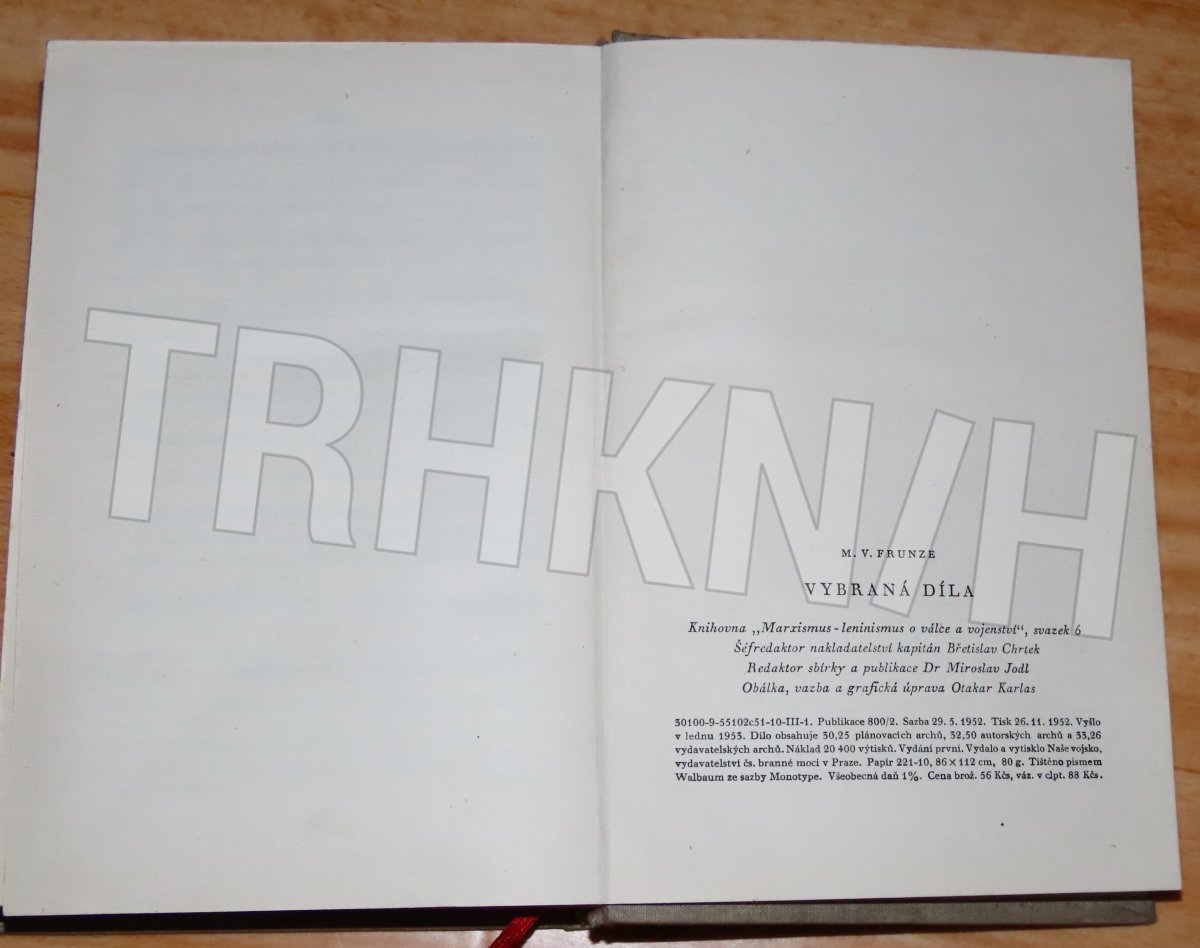 TRHKN/H
M. V. FRUNZE
VYBRANÁ DÍLA
Knihovna „Marxismus-leninismus o válce a vojenství“, svazek 6
Šéfredaktor nakladatelství kapitán Břetislav Chrtek
Redaktor sbírky a publikace Dr Miroslav Jodl
Obálka, vazba a grafická úprava Otakar Karlas
30100-9-55102c51-10-III-1. Publikace 800/2. Sazba 29. 5. 1952. Tisk 26. 11. 1952. Vyšlo
v lednu 1953. Dílo obsahuje 30,25 plánovacích archů, 32,50 autorských archů a 33,26
vydavatelských archů. Náklad 20 400 výtisků. Vydání první. Vydalo a vytisklo Naše vojsko,
vydavatelství čs. branné moci v Praze. Papír 221-10, 86 × 112 cm, 80 g. Tištěno písmem
Walbaum ze sazby Monotype. Všeobecná daň 1%. Cena brož. 56 Kčs, váz. v clpt. 88 Kčs.